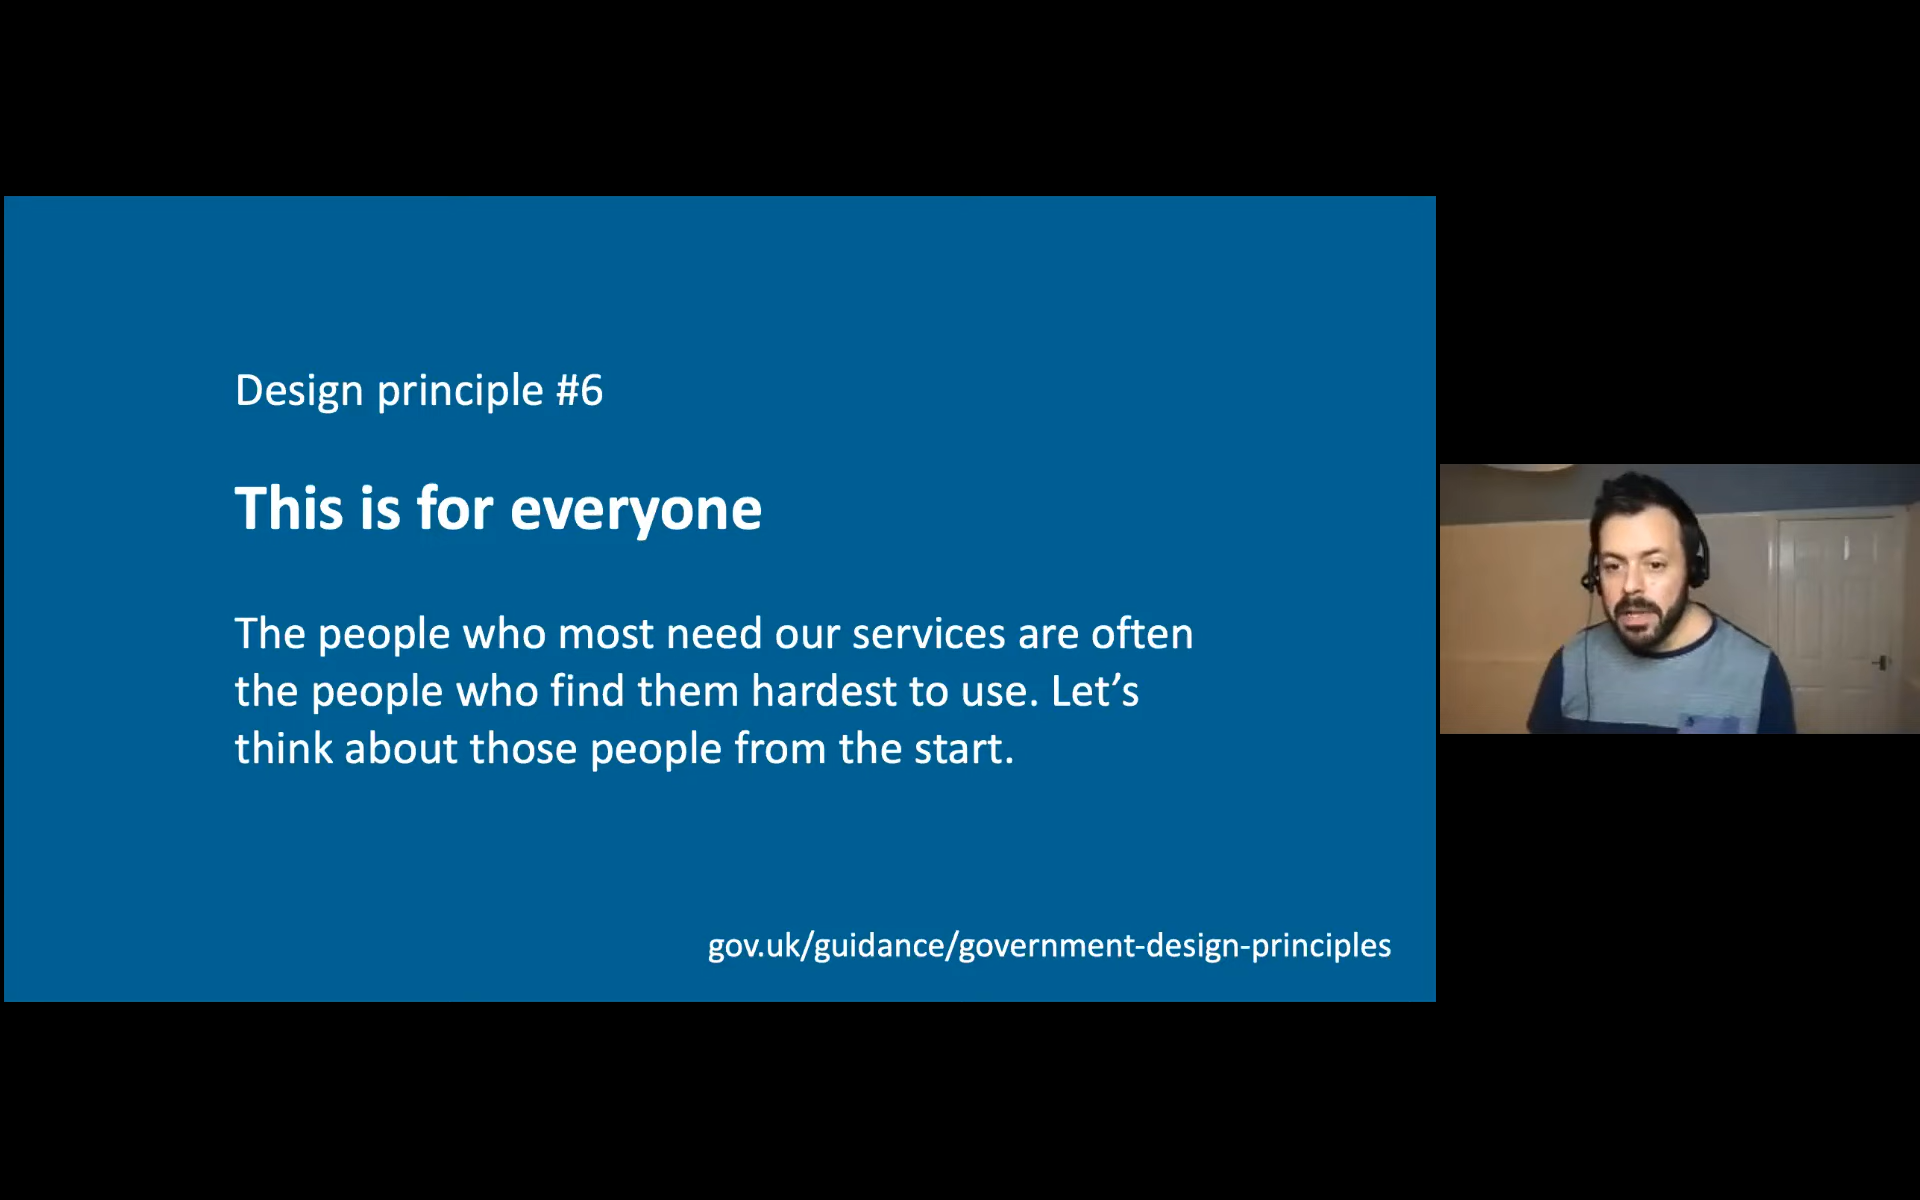 Design principle #6
This is for everyone
The people who most need our services are often
the people who find them hardest to use. Let’s
think about those people from the start.
gov.uk/guidance/government-design-principles